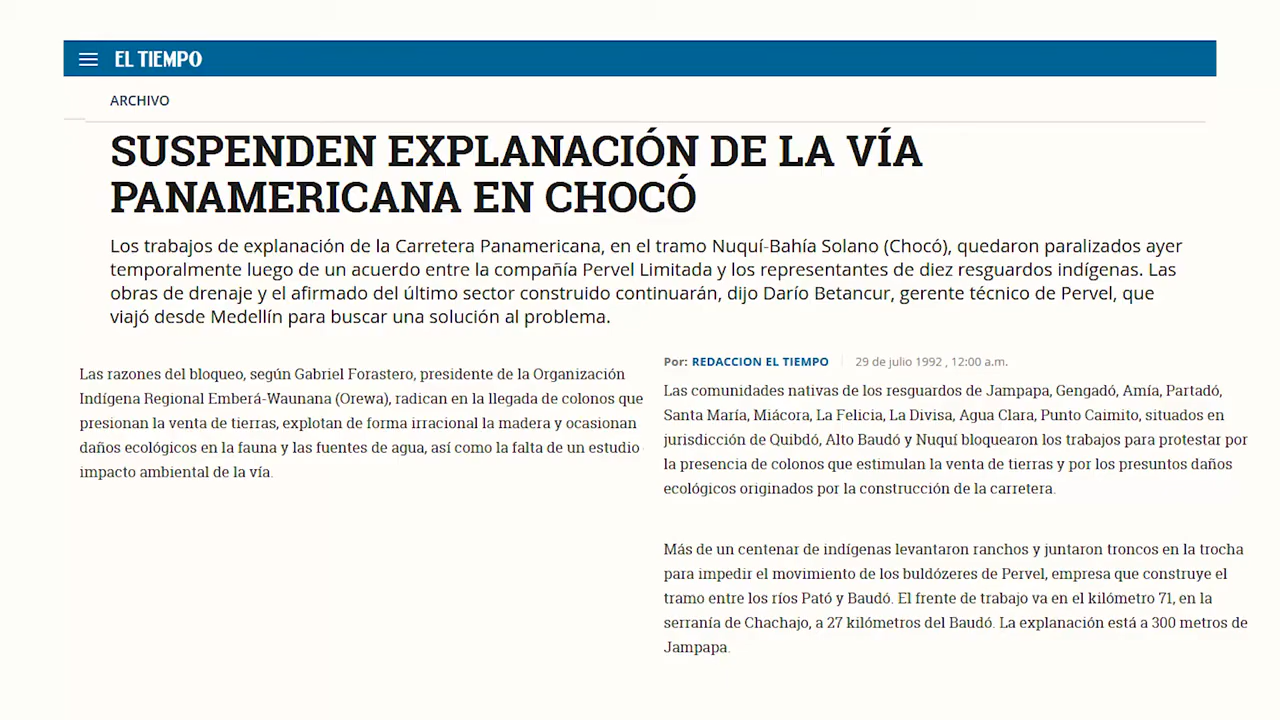 EL TIEMPO
ARCHIVO
SUSPENDEN EXPLANACIÓN DE LA VÍA
PANAMERICANA EN CHOCÓ
Los trabajos de explanación de la Carretera Panamericana, en el tramo Nuquí-Bahía Solano (Chocó), quedaron paralizados ayer
temporalmente luego de un acuerdo entre la compañía Pervel Limitada y los representantes de diez resguardos indígenas. Las
obras de drenaje y el afirmado del último sector construido continuarán, dijo Darío Betancur, gerente técnico de Pervel, que
viajó desde Medellín para buscar una solución al problema.
Las razones del bloqueo, según Gabriel Forastero, presidente de la Organización
Indígena Regional Emberá-Waunana (Orewa), radican en la llegada de colonos que
presionan la venta de tierras, explotan de forma irracional la madera y ocasionan
daños ecológicos en la fauna y las fuentes de agua, así como la falta de un estudio
impacto ambiental de la vía.
Por: REDACCION EL TIEMPO 29 de julio 1992 , 12:00 a.m.
Las comunidades nativas de los resguardos de Jampapa, Gengadó, Amía, Partadó,
Santa María, Miácora, La Felicia, La Divisa, Agua Clara, Punto Caimito, situados en
jurisdicción de Quibdó, Alto Baudó y Nuquí bloquearon los trabajos para protestar por
la presencia de colonos que estimulan la venta de tierras y por los presuntos daños
ecológicos originados por la construcción de la carretera.
Más de un centenar de indígenas levantaron ranchos y juntaron troncos en la trocha
para impedir el movimiento de los buldózeres de Pervel, empresa que construye el
tramo entre los ríos Pató y Baudó. El frente de trabajo va en el kilómetro 71, en la
serranía de Chachajo, a 27 kilómetros del Baudó. La explanación está a 300 metros de
Jampapa.